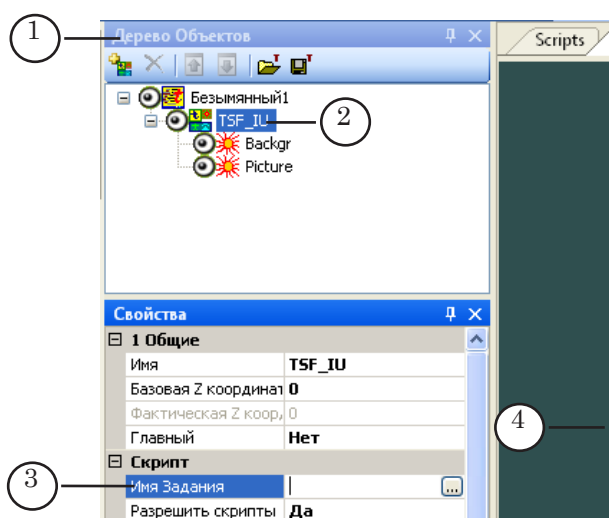 1
Дерево Объектов
Scripts
Безымянный1
TSF_IU
2
Backgr
Picture
Свойства
1 Общие
Имя TSF_IU
Базовая Z координат 0
Фактическая Z коор, 0
Главный Нет
4
Скрипт
3
Имя Задания ...
Разрешить скрипты Да